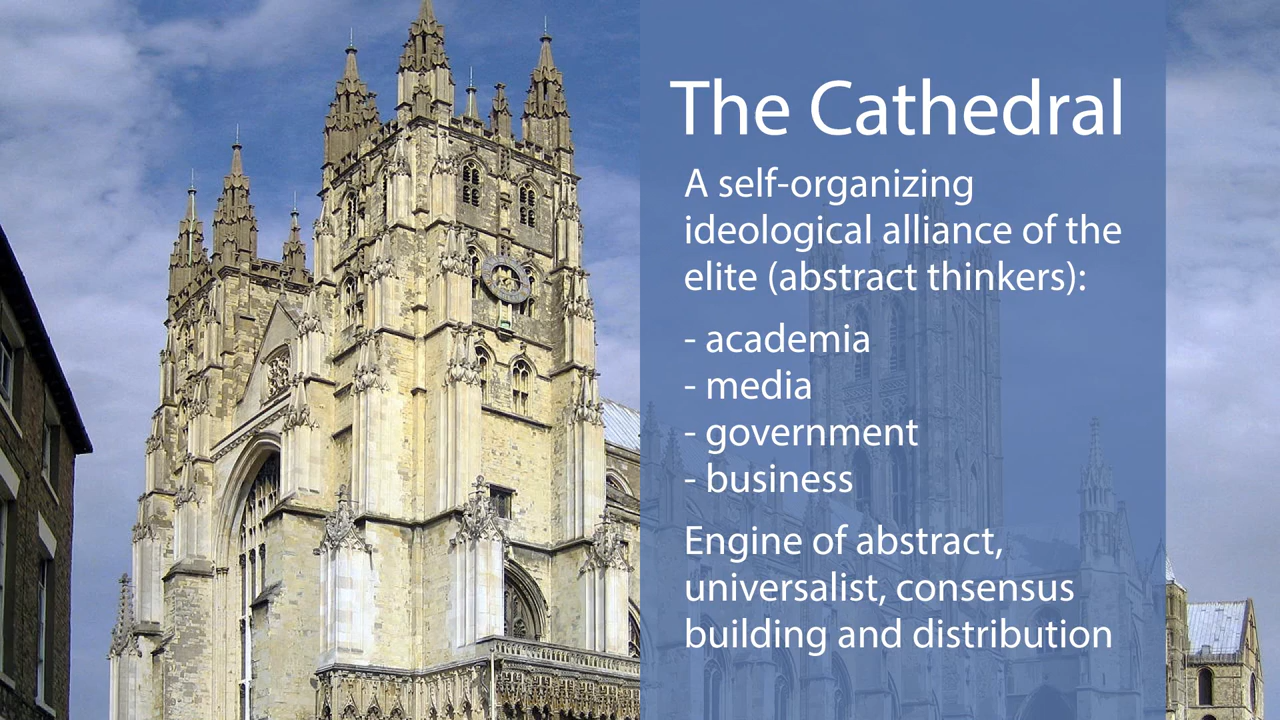 The Cathedral
A self-organizing
ideological alliance of the
elite (abstract thinkers):
- academia
- media
- government
- business
Engine of abstract,
universalist, consensus
building and distribution